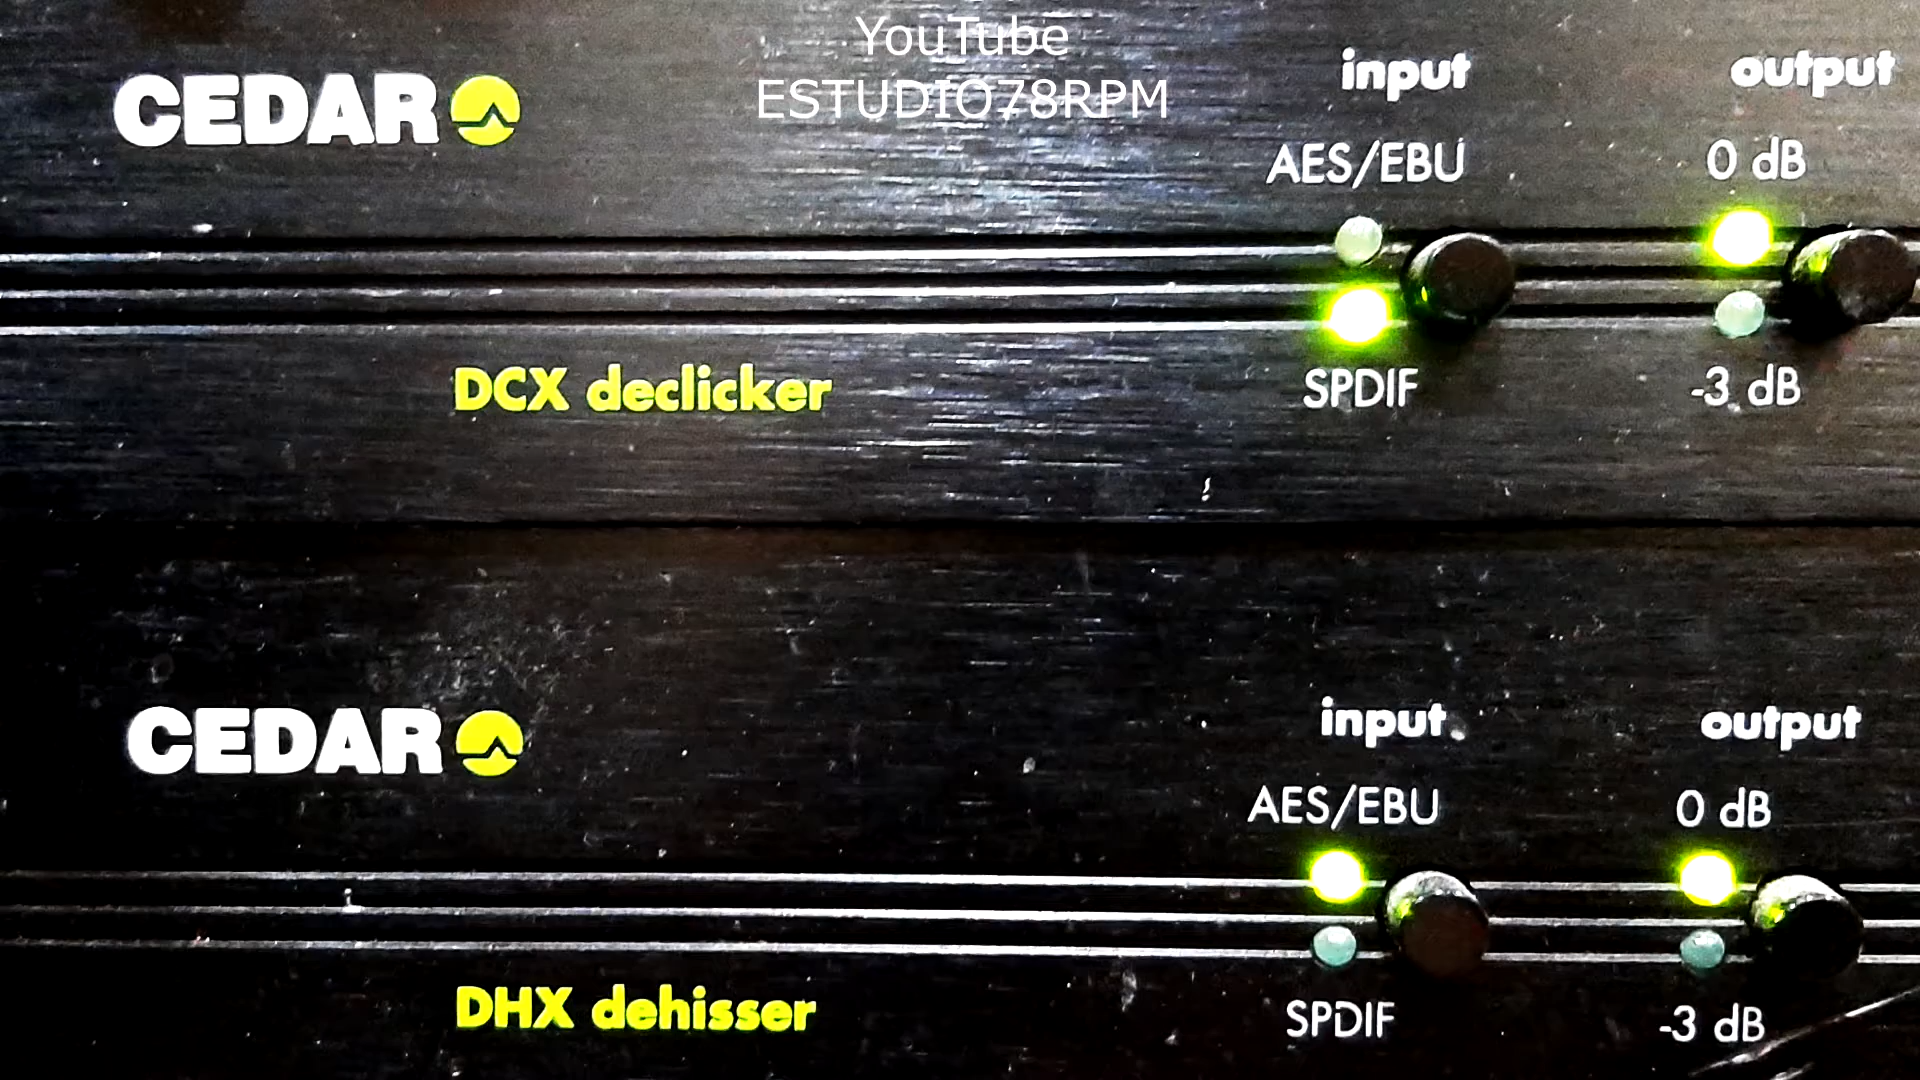 YouTube
ESTUDIO78RPM
CEDAR
input
output
AES/EBU
0 dB
SPDIF
-3 dB
DCX declicker
CEDAR
input
output
AES/EBU
0 dB
SPDIF
-3 dB
DHX dehisser